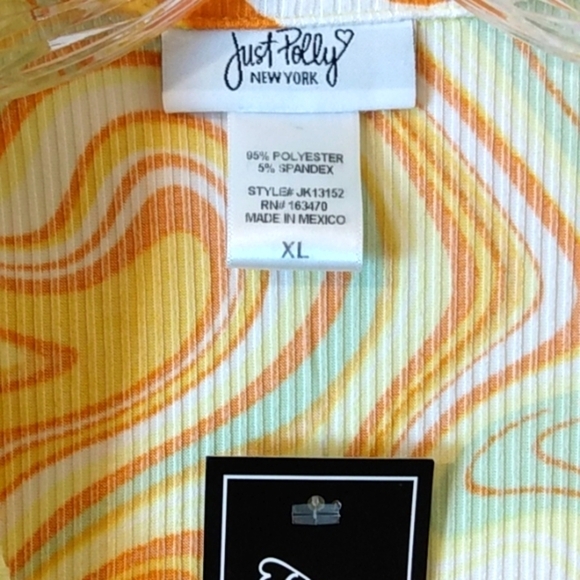 Just Polly
NEW YORK
95% POLYESTER
5% SPANDEX
STYLE# JK13152
RN# 163470
MADE IN MEXICO
XL